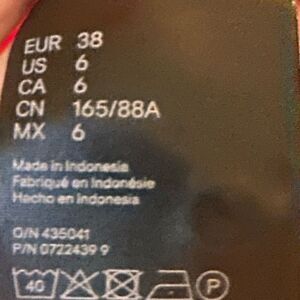 EUR 38
US 6
CA 6
CN 165/88A
MX 6
Made in Indonesia
Fabriqué en Indonésie
Hecho en Indonesia
O/N 435041
P/N 0722439 9
40 P